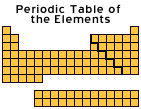 Periodic Table of
the Elements